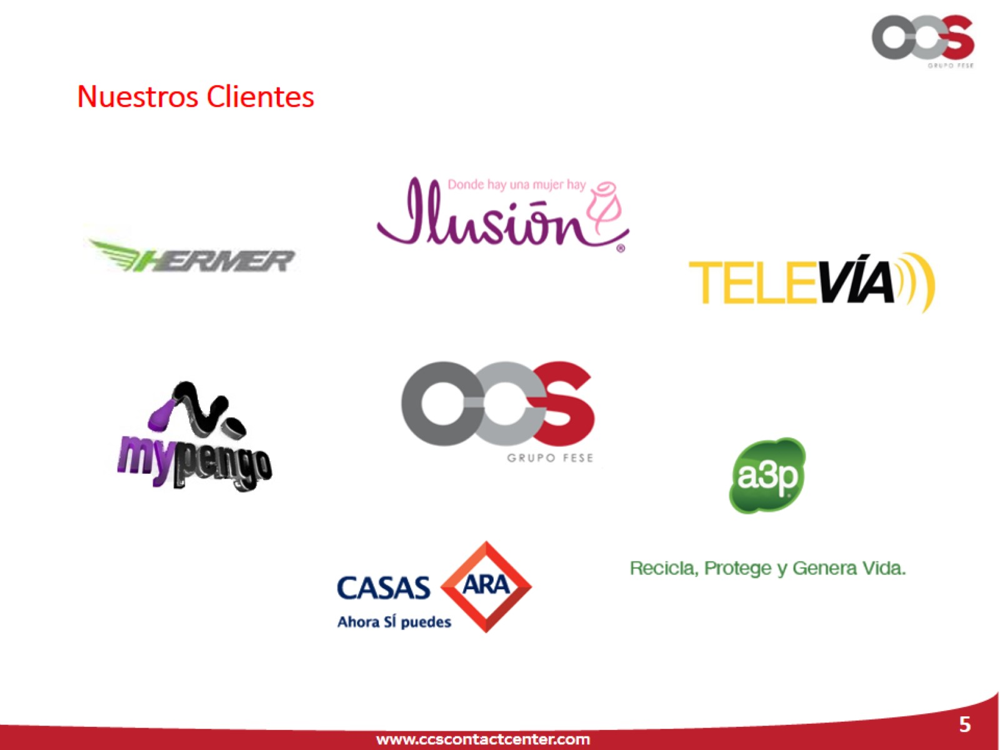 CCS
GRUPO FESE
Nuestros Clientes
Donde hay una mujer hay
Ilusión
®
HERMER
TELEVÍA
CCS
GRUPO FESE
mypengo
a3p
Recicla, Protege y Genera Vida.
CASAS ARA
Ahora SÍ puedes
5
www.ccscontactcenter.com